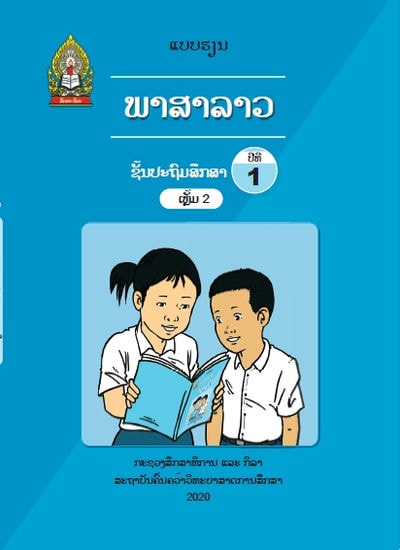 ແບບຮຽນ
ພາສາລາວ
ຊັ້ນປະຖົມສຶກສາ
ປີທີ
1
ເຫຼັ້ມ 2
ກະຊວງສຶກສາທິການ ແລະ ກິລາ
ສະຖາບັນຄົ້ນຄວ້າວິທະຍາສາດການສຶກສາ
2020